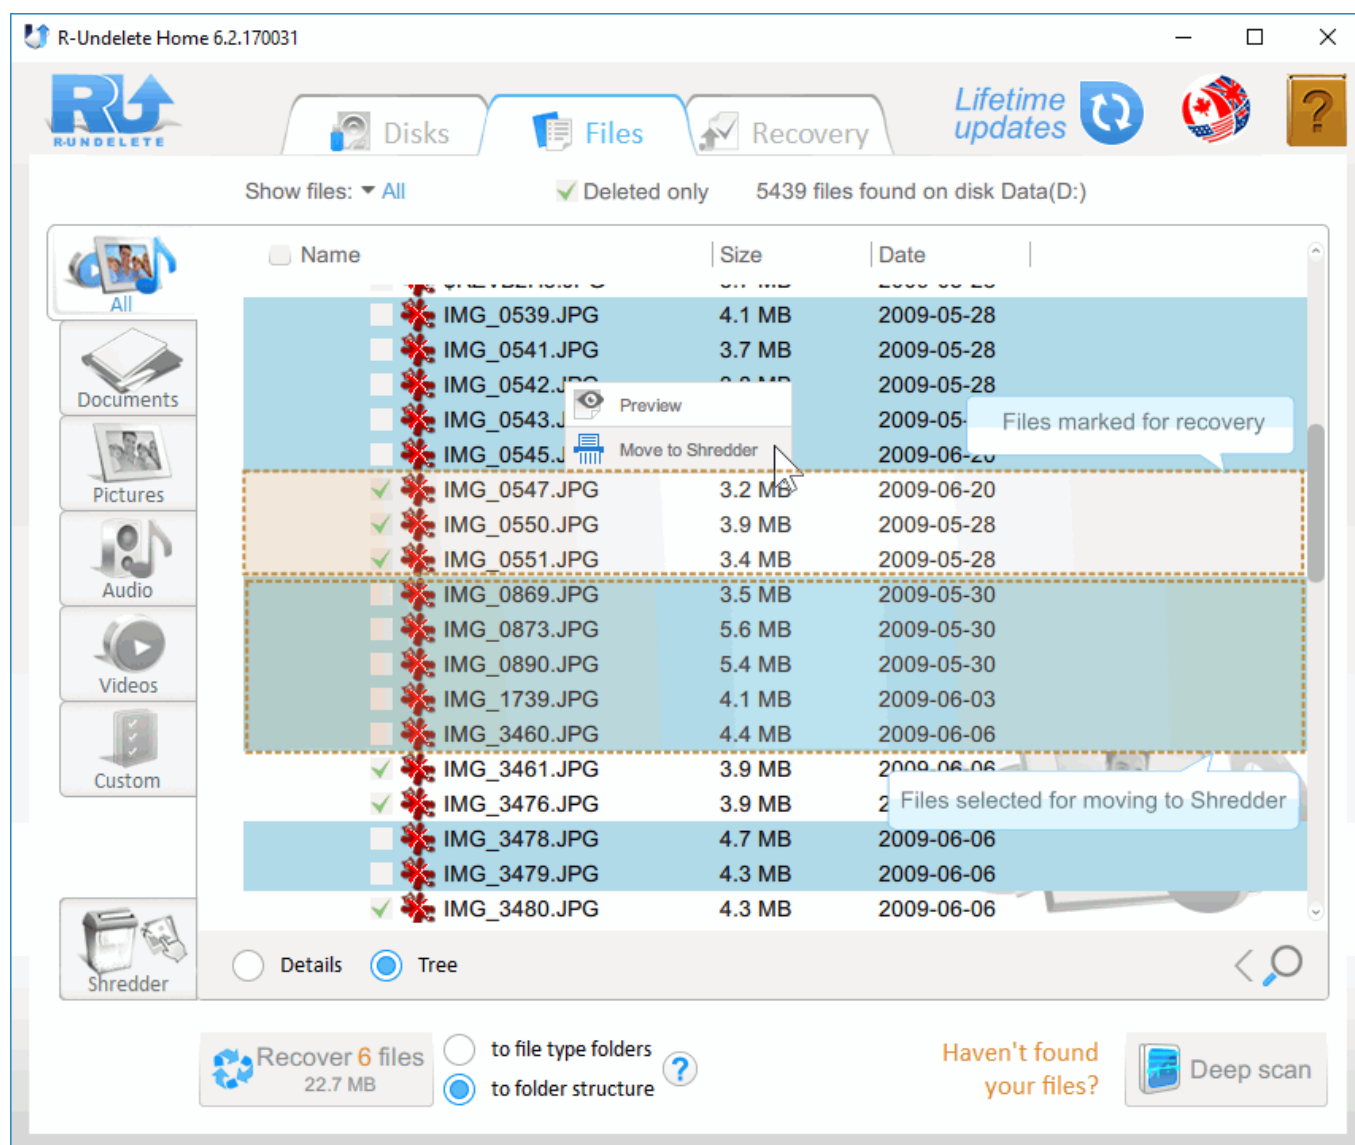 R-Undelete Home 6.2.170031
R-UNDELETE
Disks
Files
Recovery
Lifetime
updates
Show files: All
Deleted only
5439 files found on disk Data(D:)
All
Documents
Pictures
Audio
Videos
Custom
Shredder
Name Size Date
IMG_0539.JPG 4.1 MB 2009-05-28
IMG_0541.JPG 3.7 MB 2009-05-28
IMG_0542. 2009-05-28
IMG_0543.J 2009-05-
IMG_0545.J 2009-06-20
Preview
Move to Shredder
Files marked for recovery
IMG_0547.JPG 3.2 MB 2009-06-20
IMG_0550.JPG 3.9 MB 2009-05-28
IMG_0551.JPG 3.4 MB 2009-05-28
IMG_0869.JPG 3.5 MB 2009-05-30
IMG_0873.JPG 5.6 MB 2009-05-30
IMG_0890.JPG 5.4 MB 2009-05-30
IMG_1739.JPG 4.1 MB 2009-06-03
IMG_3460.JPG 4.4 MB 2009-06-06
IMG_3461.JPG 3.9 MB 2009-06-06
IMG_3476.JPG 3.9 MB 2
Files selected for moving to Shredder
IMG_3478.JPG 4.7 MB 2009-06-06
IMG_3479.JPG 4.3 MB 2009-06-06
IMG_3480.JPG 4.3 MB 2009-06-06
Details
Tree
Recover 6 files
22.7 MB
to file type folders
to folder structure
?
Haven't found
your files?
Deep scan